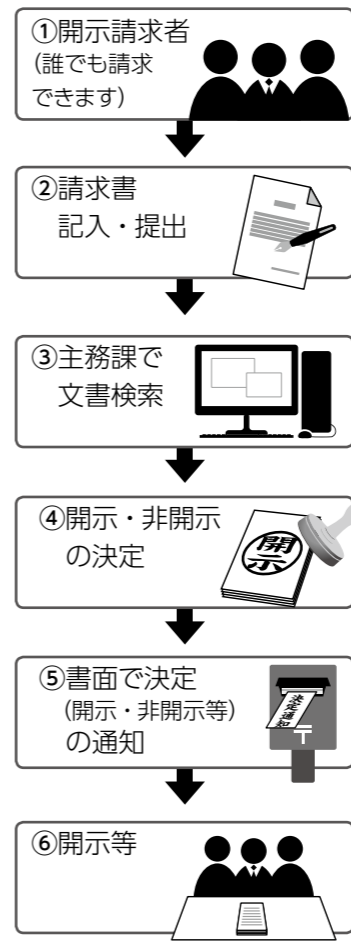 ①開示請求者
(誰でも請求
できます)
②請求書
記入・提出
③主務課で
文書検索
④開示・非開示
の決定
開示
⑤書面で決定
(開示・非開示等)
の通知
決定通知
〒
⑥開示等